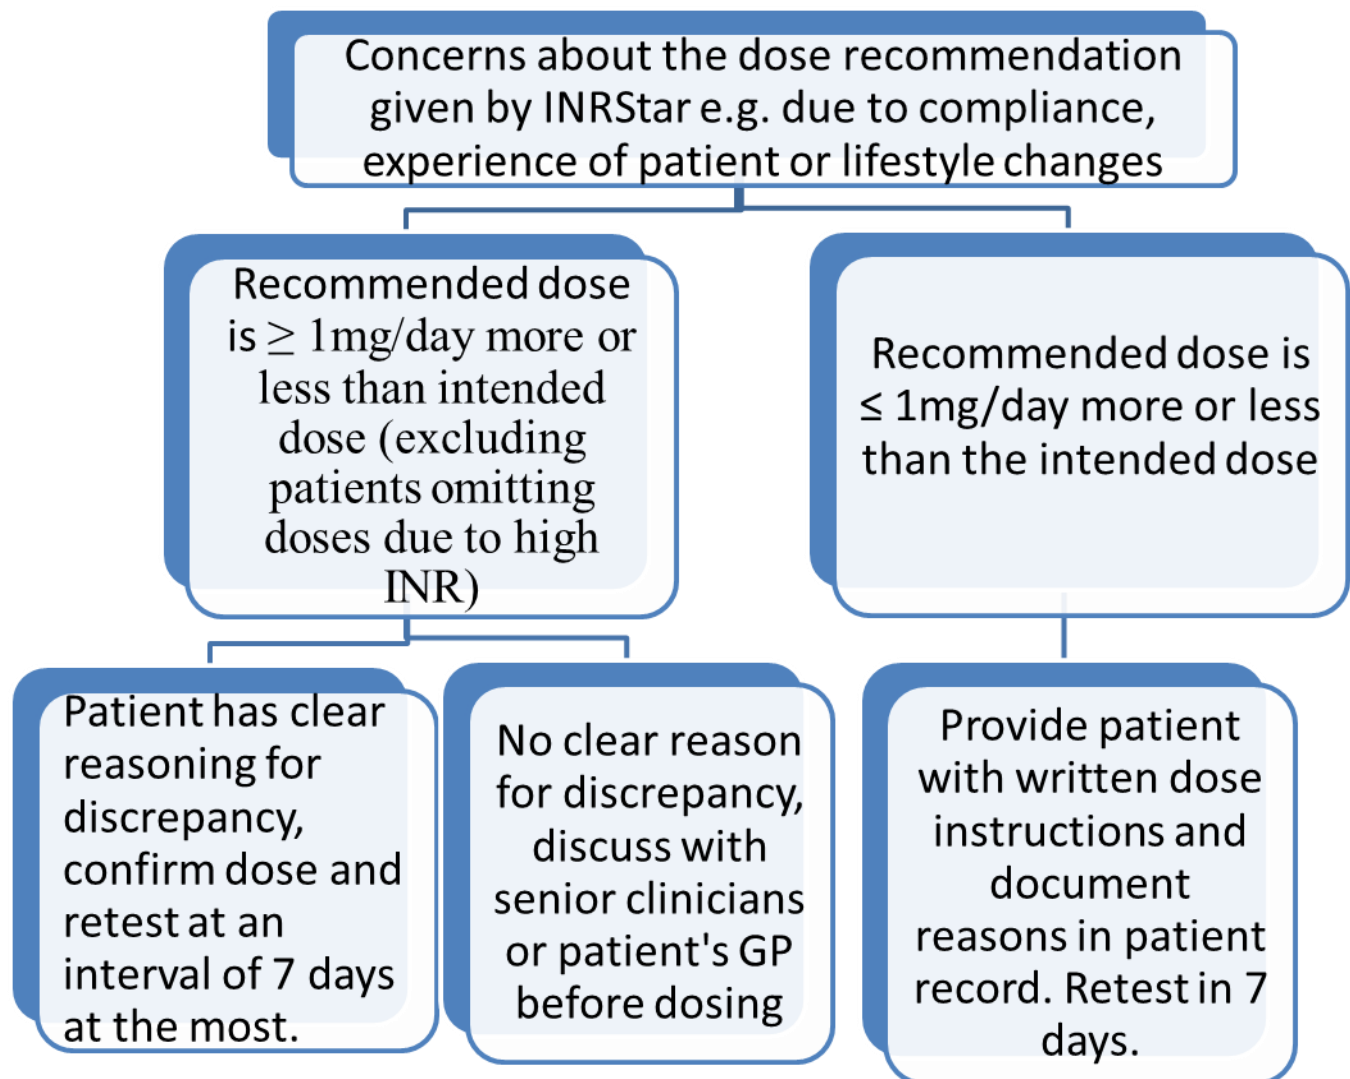 Concerns about the dose recommendation
given by INRStar e.g. due to compliance,
experience of patient or lifestyle changes
Recommended dose
is ≥ 1mg/day more or
less than intended
dose (excluding
patients omitting
doses due to high
INR)
Recommended dose is
≤ 1mg/day more or less
than the intended dose
Patient has clear
reasoning for
discrepancy,
confirm dose and
retest at an
interval of 7 days
at the most.
No clear reason
for discrepancy,
discuss with
senior clinicians
or patient's GP
before dosing
Provide patient
with written dose
instructions and
document
reasons in patient
record. Retest in 7
days.